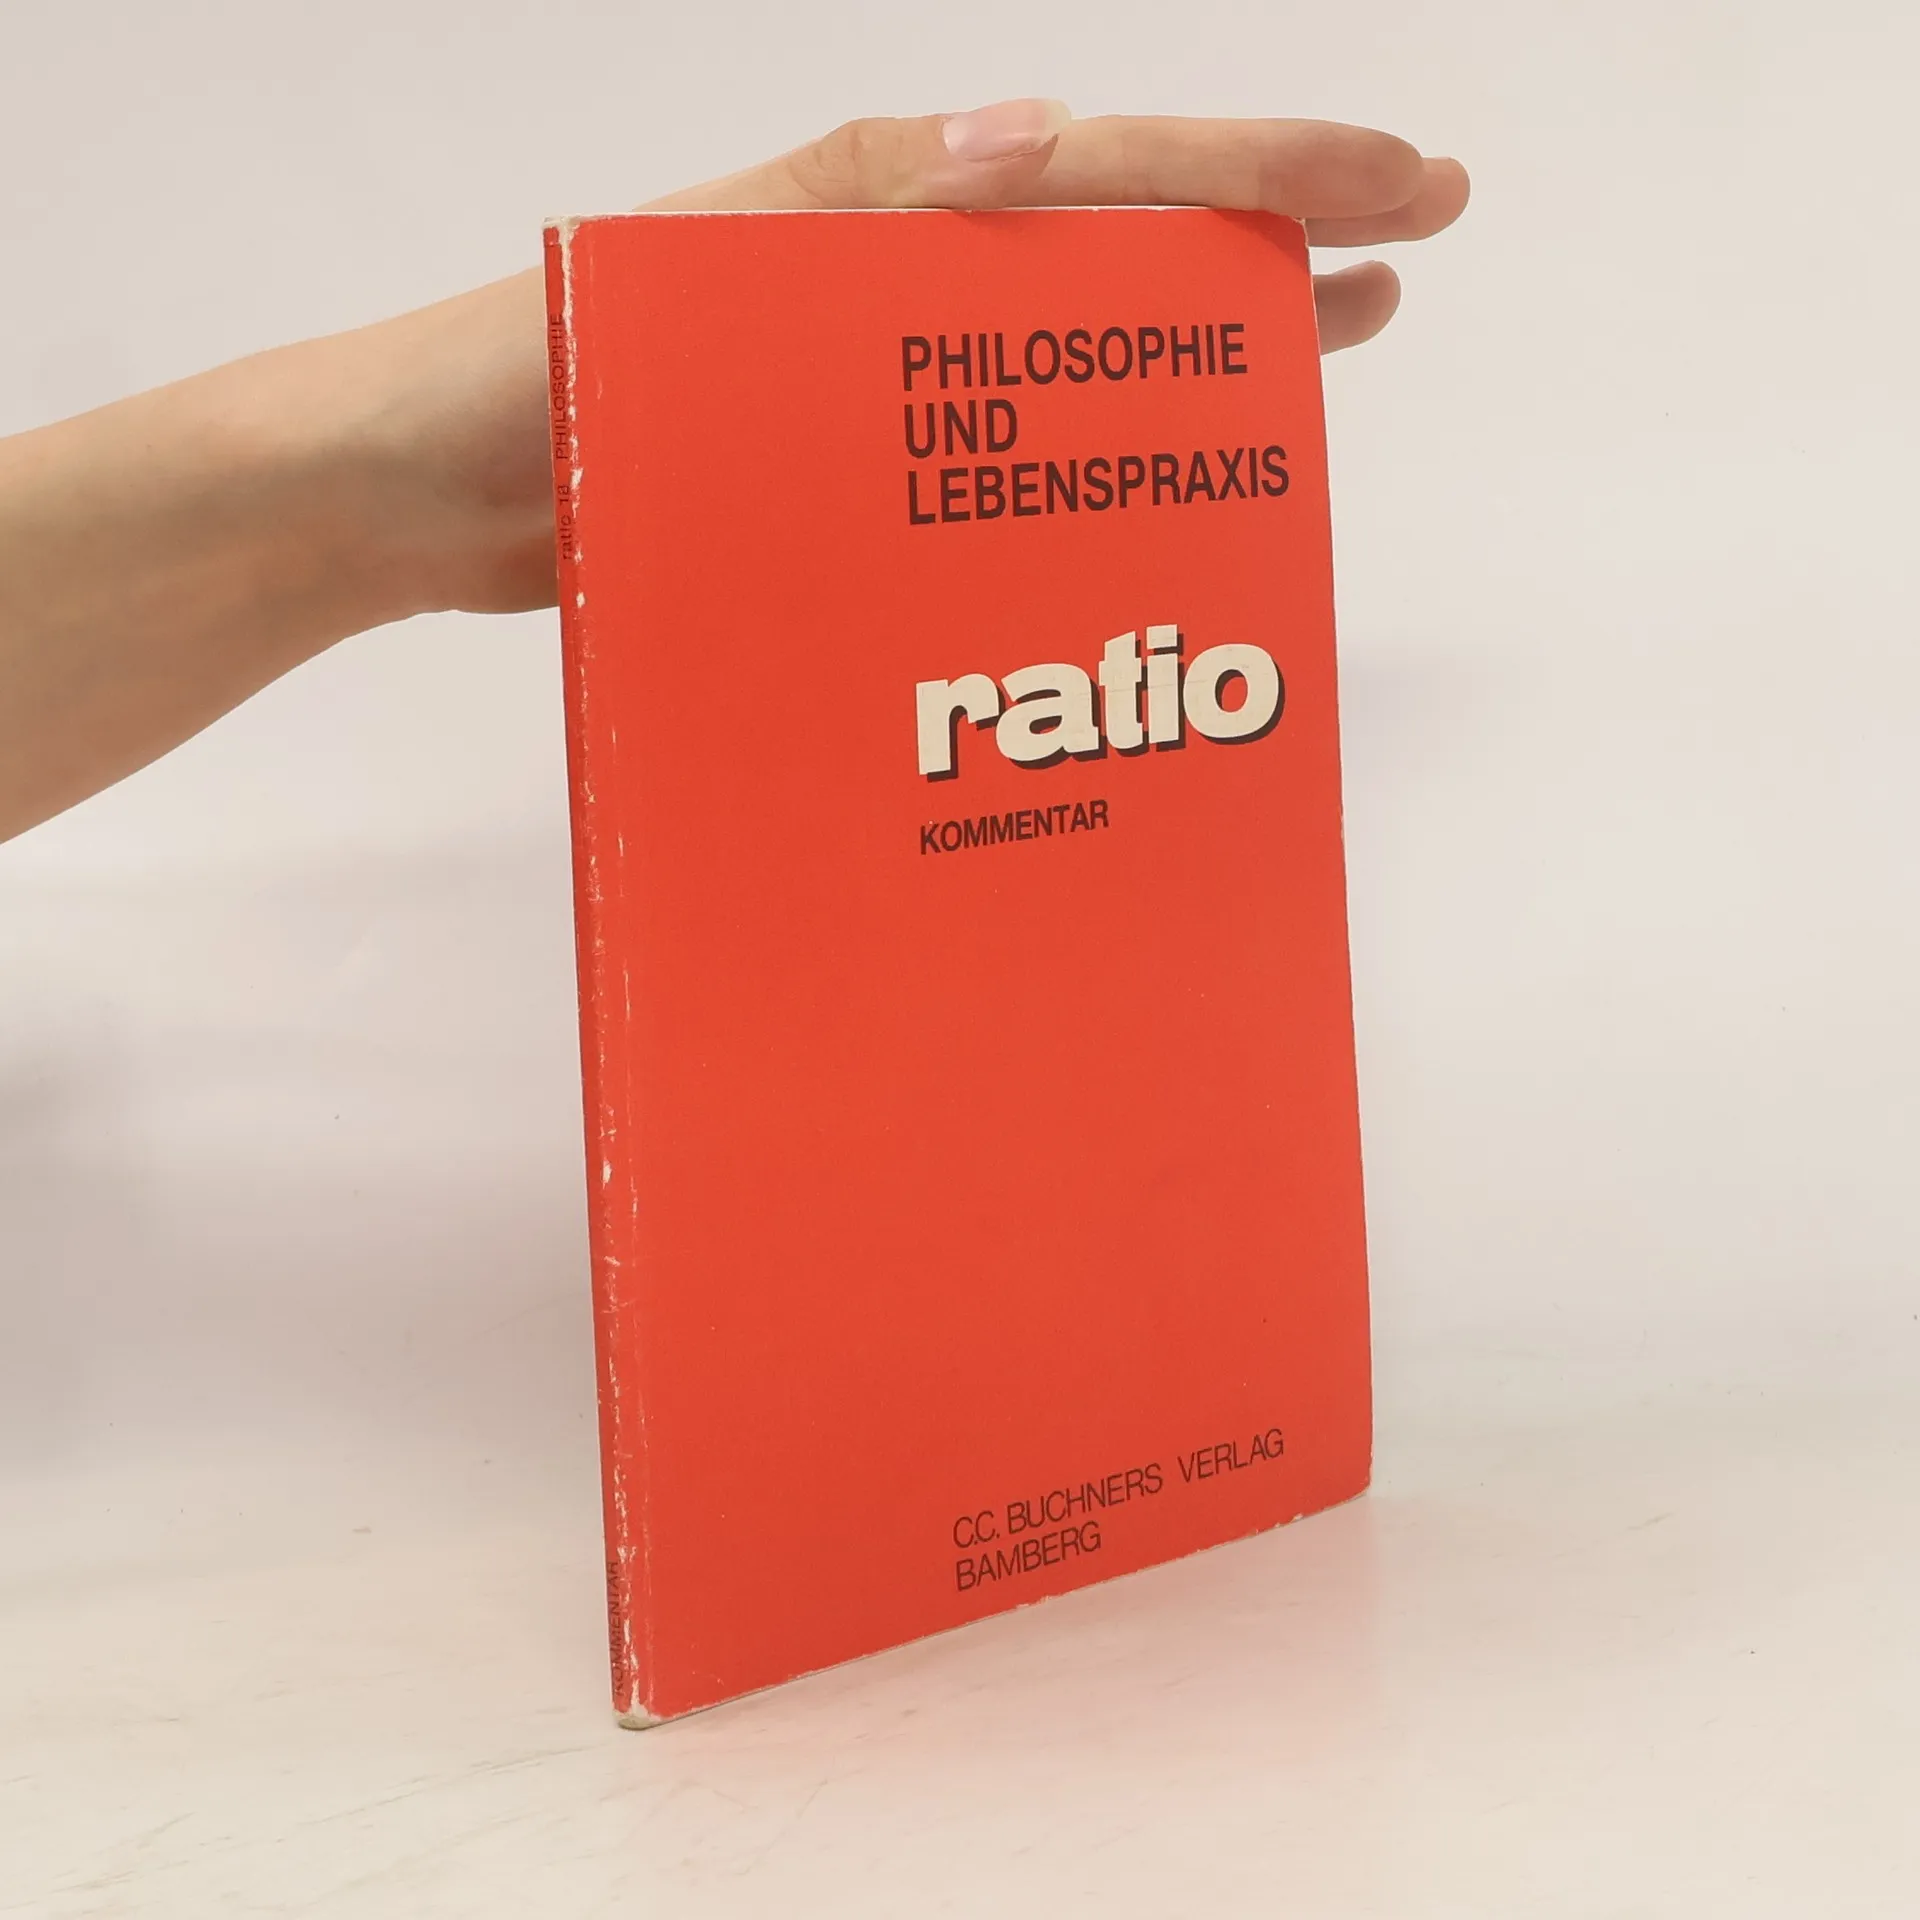 PHILOSOPHIE
UND
LEBENSPRAXIS
ratio
KOMMENTAR
C.C. BUCHNERS VERLAG
BAMBERG
ratio 18 PHILOSOPHIE
KOMMENTAR